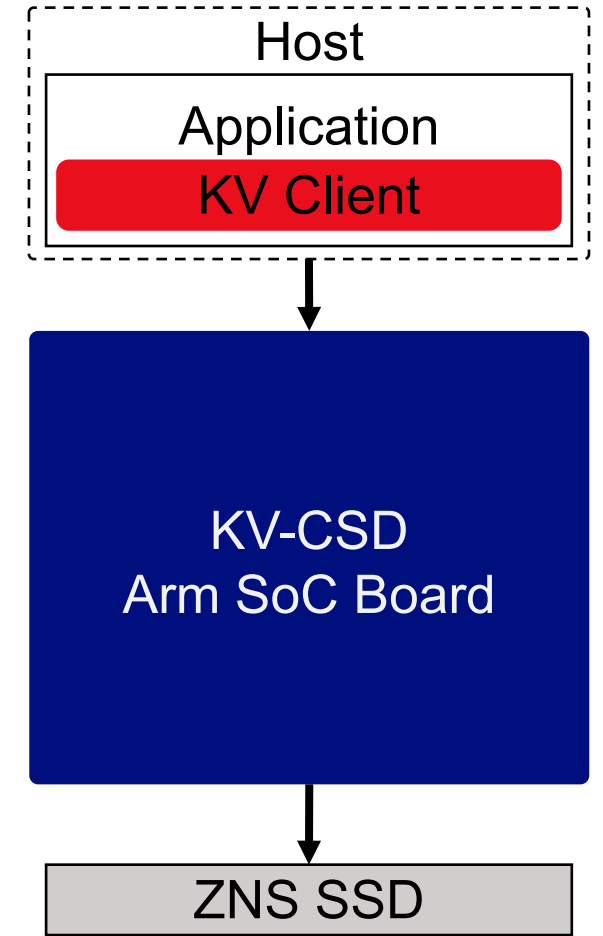 Host
Application
KV Client
KV-CSD
Arm SoC Board
ZNS SSD